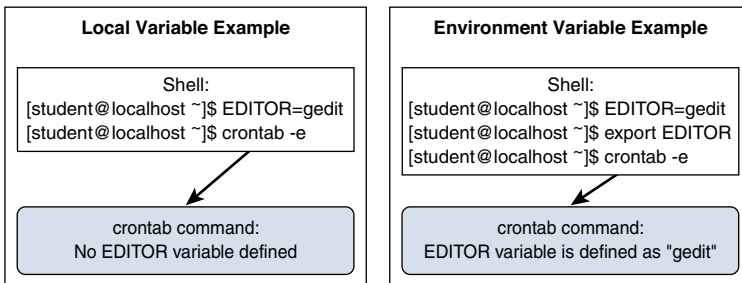 Local Variable Example
Shell:
[student@localhost ~]$ EDITOR=gedit
[student@localhost ~]$ crontab -e
crontab command:
No EDITOR variable defined
Environment Variable Example
Shell:
[student@localhost ~]$ EDITOR=gedit
[student@localhost ~]$ export EDITOR
[student@localhost ~]$ crontab -e
crontab command:
EDITOR variable is defined as "gedit"